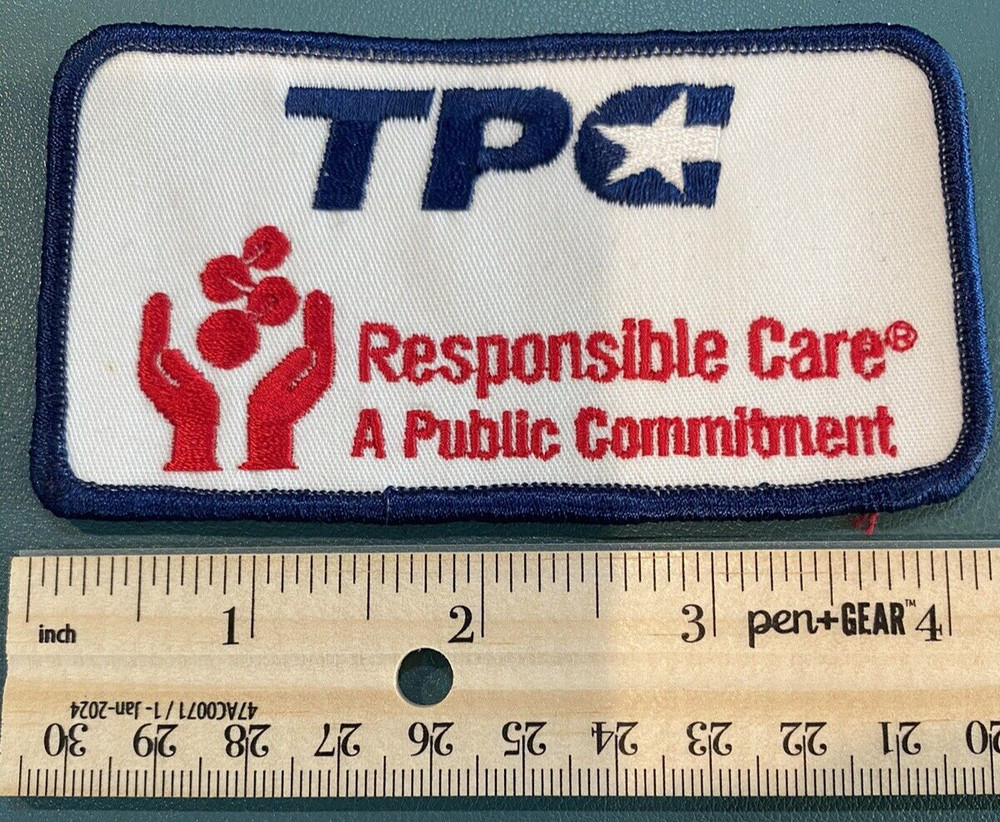 TPC
Responsible Care®
A Public Commitment
inch 1 2 3 pen+GEAR™ 4
47AC0071 / 1-Jan-2024
30 29 28 27 26 25 24 23 22 21 20